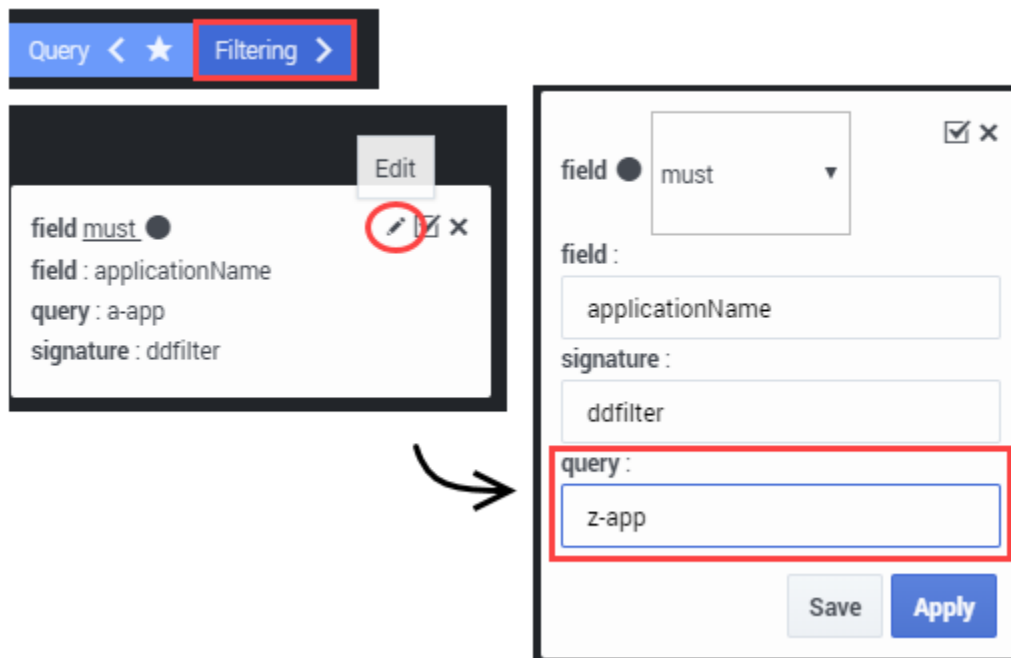 Query Filtering
Edit
field must
field : applicationName
query : a-app
signature : ddfilter
field must
field :
applicationName
signature :
ddfilter
query :
z-app
Save Apply